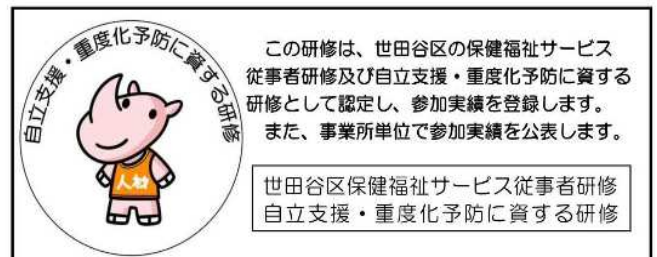 自立支援・重度化予防に資する研修
人材
この研修は、世田谷区の保健福祉サービス
従事者研修及び自立支援・重度化予防に資する
研修として認定し、参加実績を登録します。
また、事業所単位で参加実績を公表します。
世田谷区保健福祉サービス従事者研修
自立支援・重度化予防に資する研修